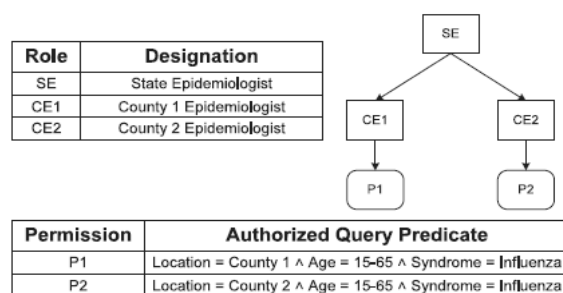 Role Designation
SE State Epidemiologist
CE1 County 1 Epidemiologist
CE2 County 2 Epidemiologist
SE
CE1 CE2
P1 P2
Permission Authorized Query Predicate
P1 Location = County 1 ∧ Age = 15-65 ∧ Syndrome = Influenza
P2 Location = County 2 ∧ Age = 15-65 ∧ Syndrome = Influenza